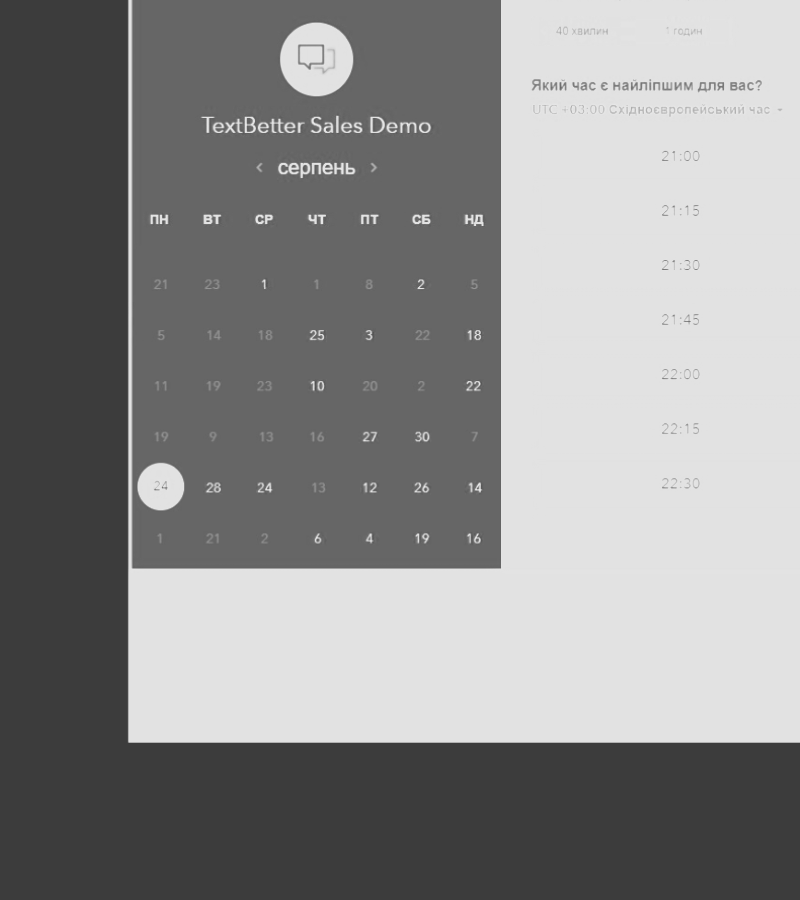 TextBetter Sales Demo
серпень
ПН ВТ СР ЧТ ПТ СБ НД
21 23 1 1 8 2 5
5 14 18 25 3 22 18
11 19 23 10 20 2 22
19 9 13 16 27 30 7
24 28 24 13 12 26 14
1 21 2 6 4 19 16
40 хвилин 1 годин
Який час є найліпшим для вас?
UTC +03:00 Східноєвропейський час
21:00
21:15
21:30
21:45
22:00
22:15
22:30